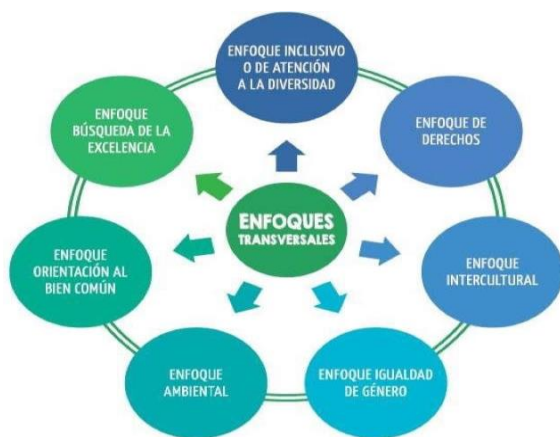 ENFOQUE INCLUSIVO
O DE ATENCIÓN
A LA DIVERSIDAD
ENFOQUE
BÚSQUEDA DE LA
EXCELENCIA
ENFOQUE DE
DERECHOS
ENFOQUES
TRANSVERSALES
ENFOQUE
ORIENTACIÓN AL
BIEN COMÚN
ENFOQUE
INTERCULTURAL
ENFOQUE
AMBIENTAL
ENFOQUE IGUALDAD
DE GÉNERO